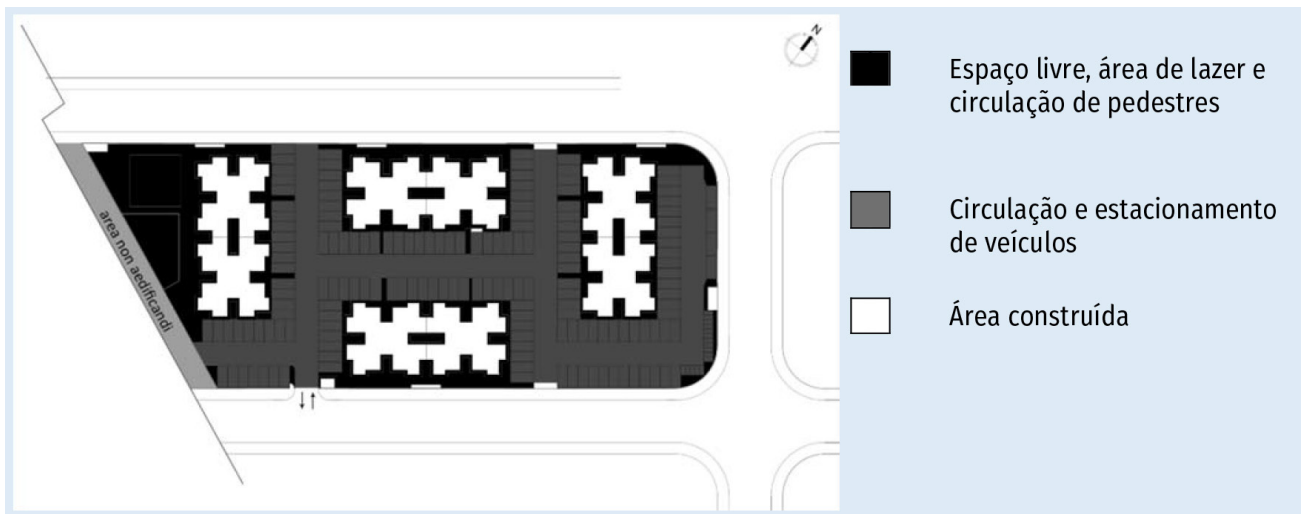 N
area non aedificandi
Espaço livre, área de lazer e
circulação de pedestres
Circulação e estacionamento
de veículos
Área construída